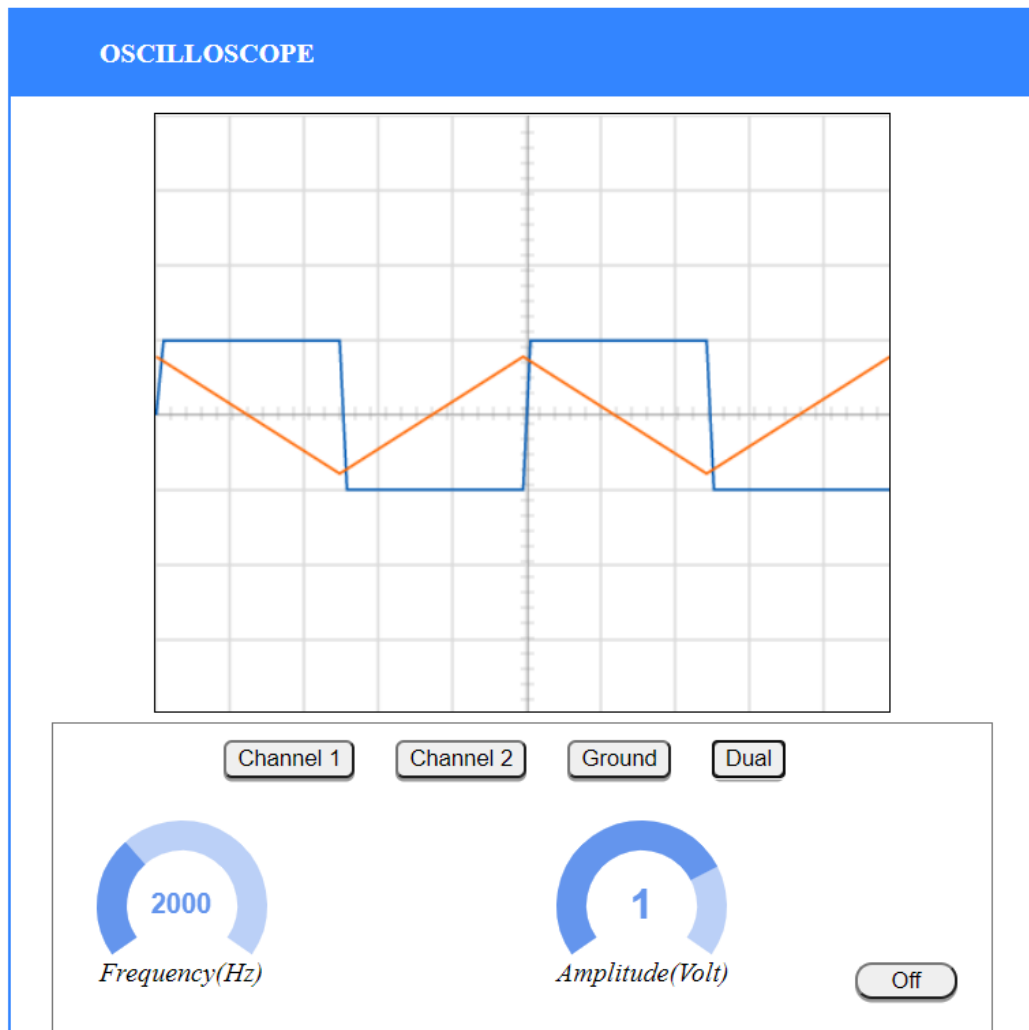 OSCILLOSCOPE
Channel 1 Channel 2 Ground Dual
2000 1
Frequency(Hz) Amplitude(Volt)
Off